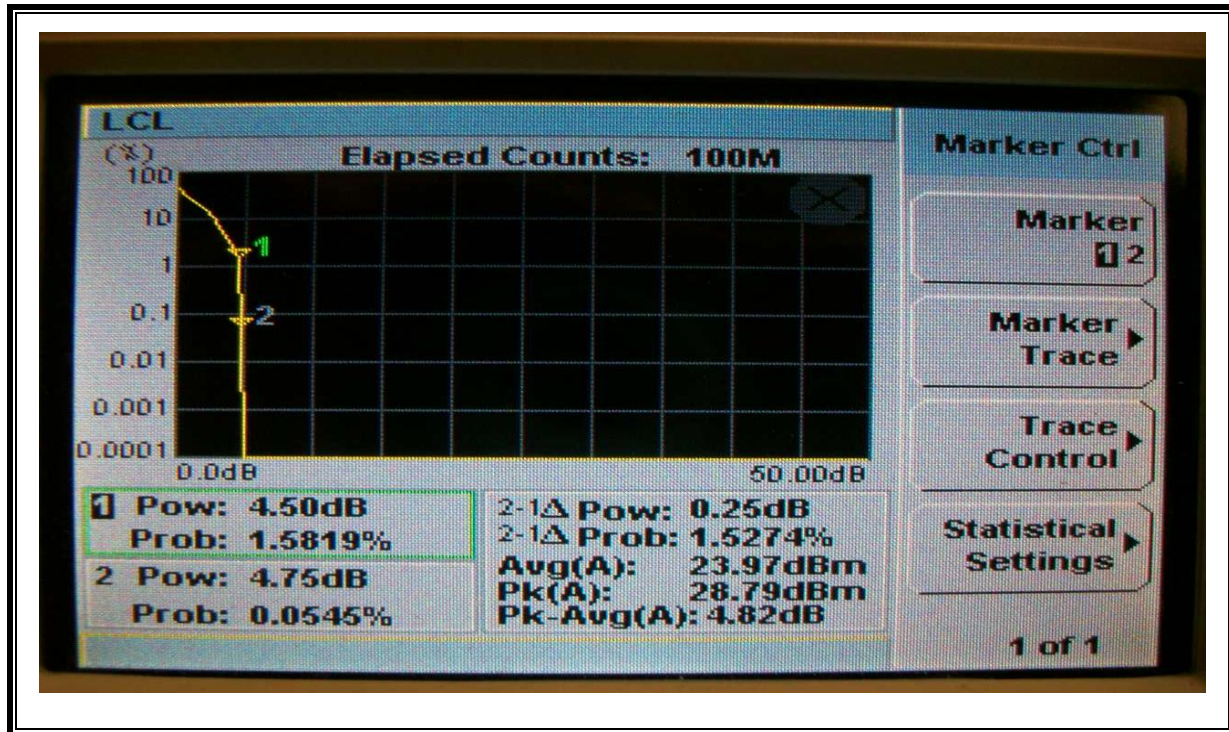 LCL
(%)
Elapsed Counts: 100M
100
10
1
0.1
0.01
0.001
0.0001
1
2
0.0dB
50.00dB
1 Pow: 4.50dB
Prob: 1.5819%
2 Pow: 4.75dB
Prob: 0.0545%
2-1Δ Pow: 0.25dB
2-1Δ Prob: 1.5274%
Avg(A): 23.97dBm
Pk(A): 28.79dBm
Pk-Avg(A): 4.82dB
Marker Ctrl
Marker
1 2
Marker
Trace
Trace
Control
Statistical
Settings
1 of 1